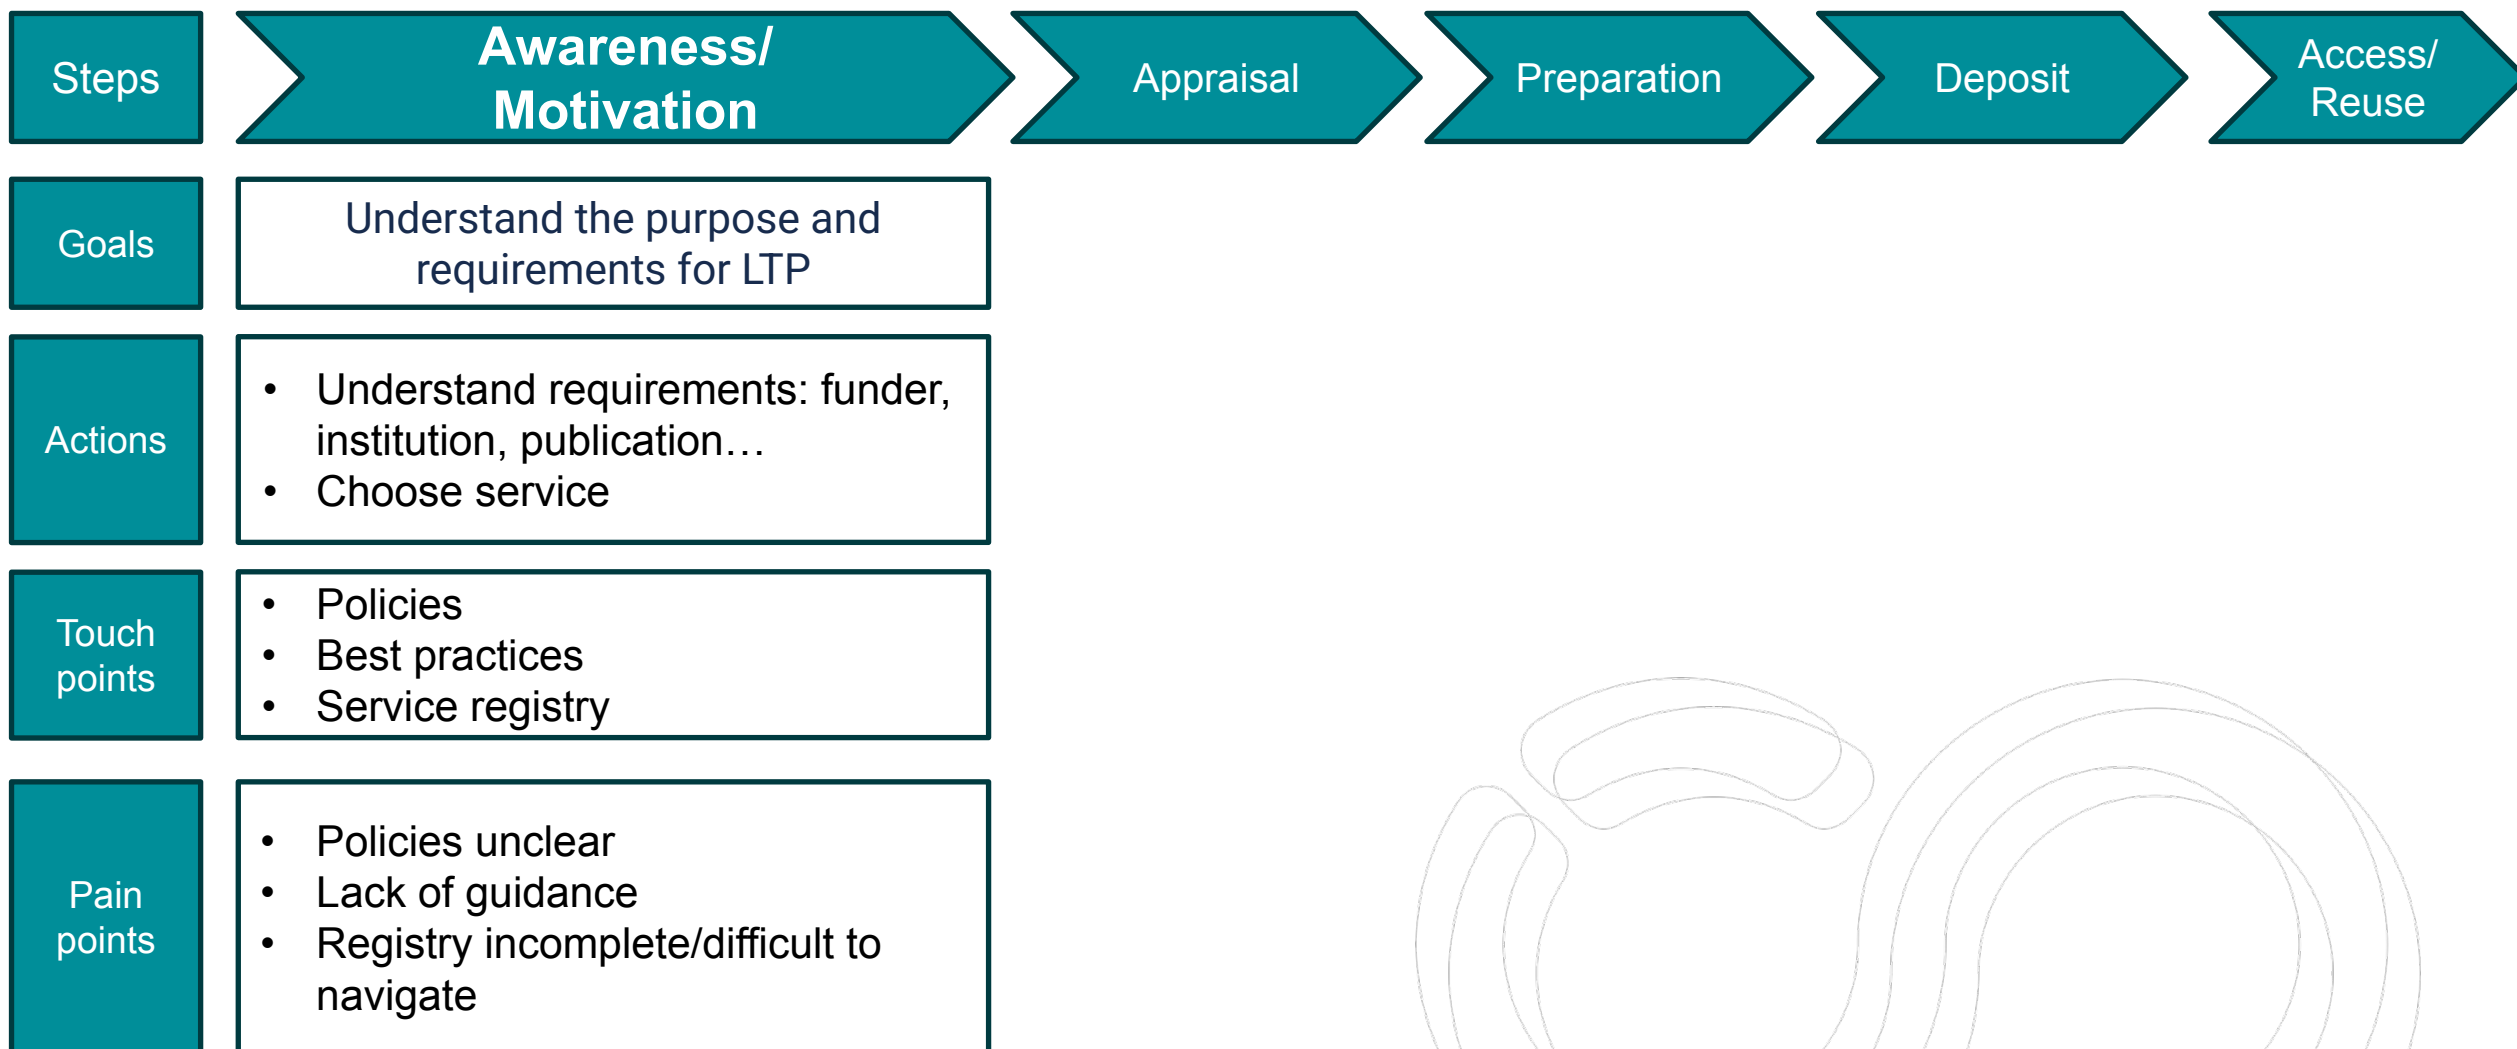 Steps
Awareness/
Motivation
Appraisal
Preparation
Deposit
Access/
Reuse
Goals
Understand the purpose and
requirements for LTP
Actions
• Understand requirements: funder,
institution, publication…
• Choose service
Touch
points
• Policies
• Best practices
• Service registry
Pain
points
• Policies unclear
• Lack of guidance
• Registry incomplete/difficult to
navigate